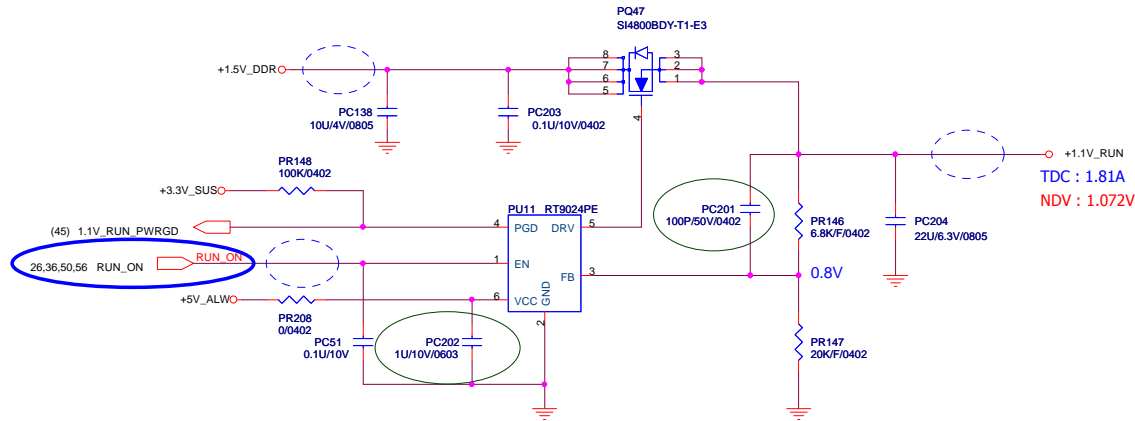 PQ47
SI4800BDY-T1-E3
8
7
6
5
3
2
1
4
+1.5V_DDR
PC138
10U/4V/0805
PC203
0.1U/10V/0402
PR148
100K/0402
+3.3V_SUS
(45) 1.1V_RUN_PWRGD
26,36,50,56 RUN_ON
RUN_ON
+5V_ALW
PR208
0/0402
PC51
0.1U/10V
PC202
1U/10V/0603
PU11 RT9024PE
4 PGD
DRV 5
1 EN
FB 3
6 VCC
GND
2
PC201
100P/50V/0402
PR146
6.8K/F/0402
0.8V
PR147
20K/F/0402
PC204
22U/6.3V/0805
+1.1V_RUN
TDC : 1.81A
NDV : 1.072V